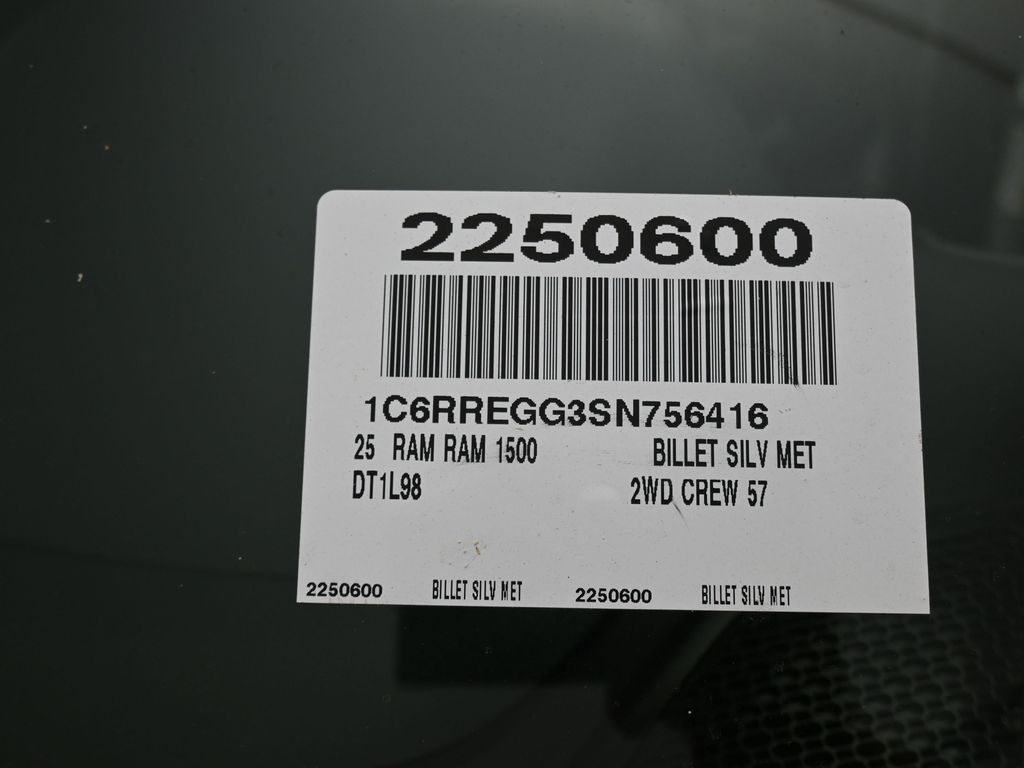 2250600
1C6RREGG3SN756416
25 RAM RAM 1500 BILLET SILV MET
DT1L98 2WD CREW 57
2250600 BILLET SILV MET 2250600 BILLET SILV MET